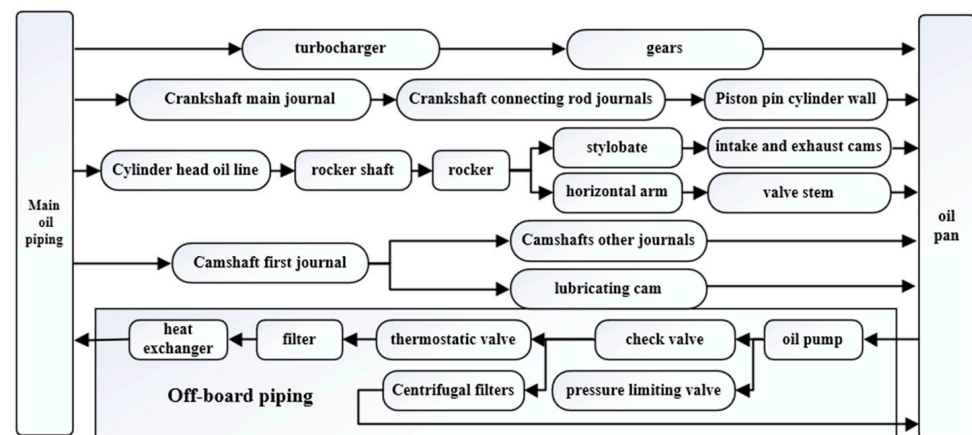 turbocharger
gears
Crankshaft main journal
Crankshaft connecting rod journals
Piston pin cylinder wall
Cylinder head oil line
rocker shaft
rocker
stylobate
intake and exhaust cams
horizontal arm
valve stem
Main
oil
piping
oil
pan
Camshaft first journal
Camshafts other journals
lubricating cam
heat
exchanger
filter
thermostatic valve
check valve
oil pump
Centrifugal filters
pressure limiting valve
Off-board piping